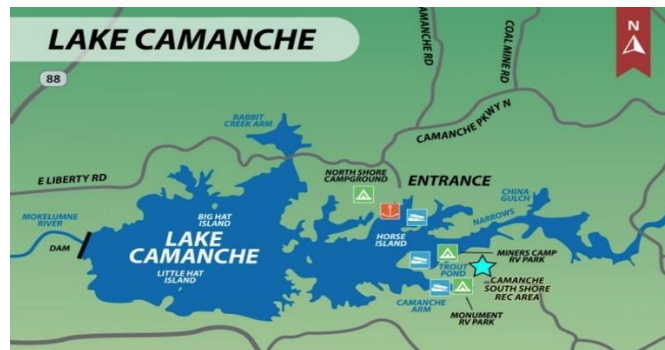 LAKE CAMANCHE
N
88
CAMANCHE RD
COAL MINE RD
CAMANCHE PKWY N
RABBIT
CREEK ARM
E LIBERTY RD
NORTH SHORE
CAMPGROUND
ENTRANCE
CHINA
GULCH
MOKELUMNE
RIVER
DAM
BIG HAT
ISLAND
LAKE
CAMANCHE
LITTLE HAT
ISLAND
HORSE
ISLAND
NARROWS
MINERS CAMP
RV PARK
TROUT
POND
CAMANCHE
SOUTH SHORE
REC AREA
CAMANCHE
ARM
MONUMENT
RV PARK